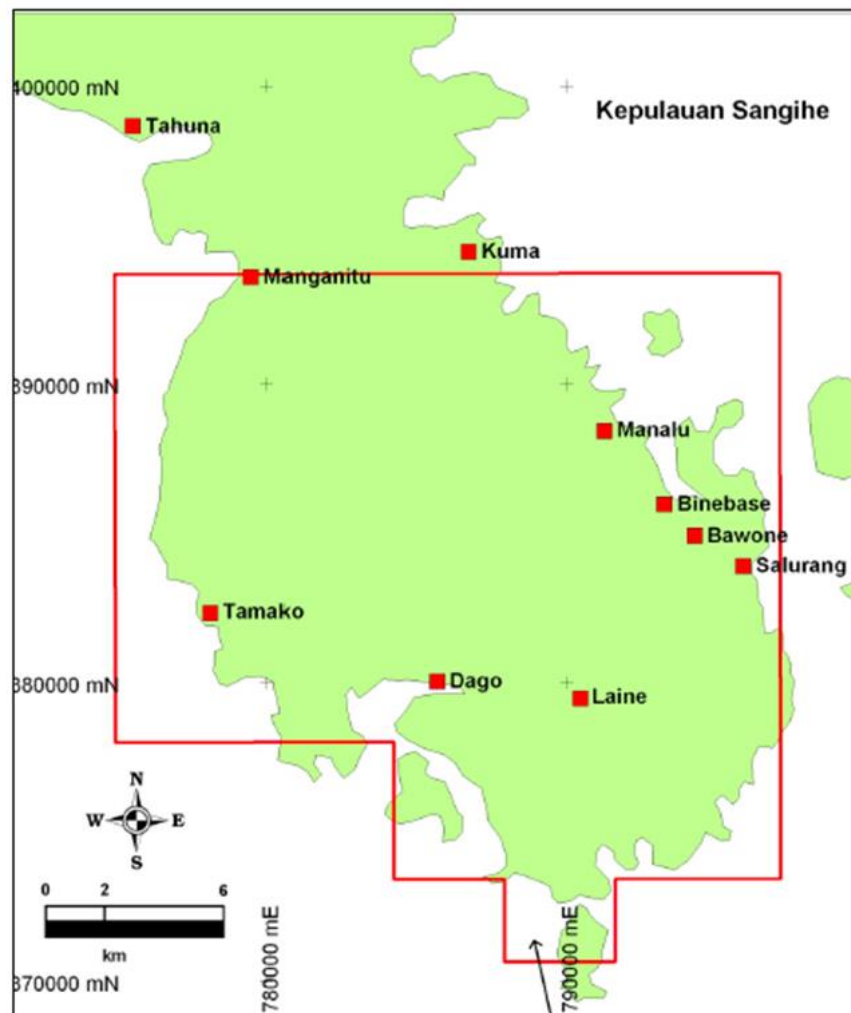 400000 mN
Kepulauan Sangihe
Tahuna
Kuma
Manganitu
390000 mN
Manalu
Binebase
Bawone
Salurang
Tamako
Dago
380000 mN
Laine
N
W E
S
0 2 6
km
780000 mE
790000 mE
370000 mN